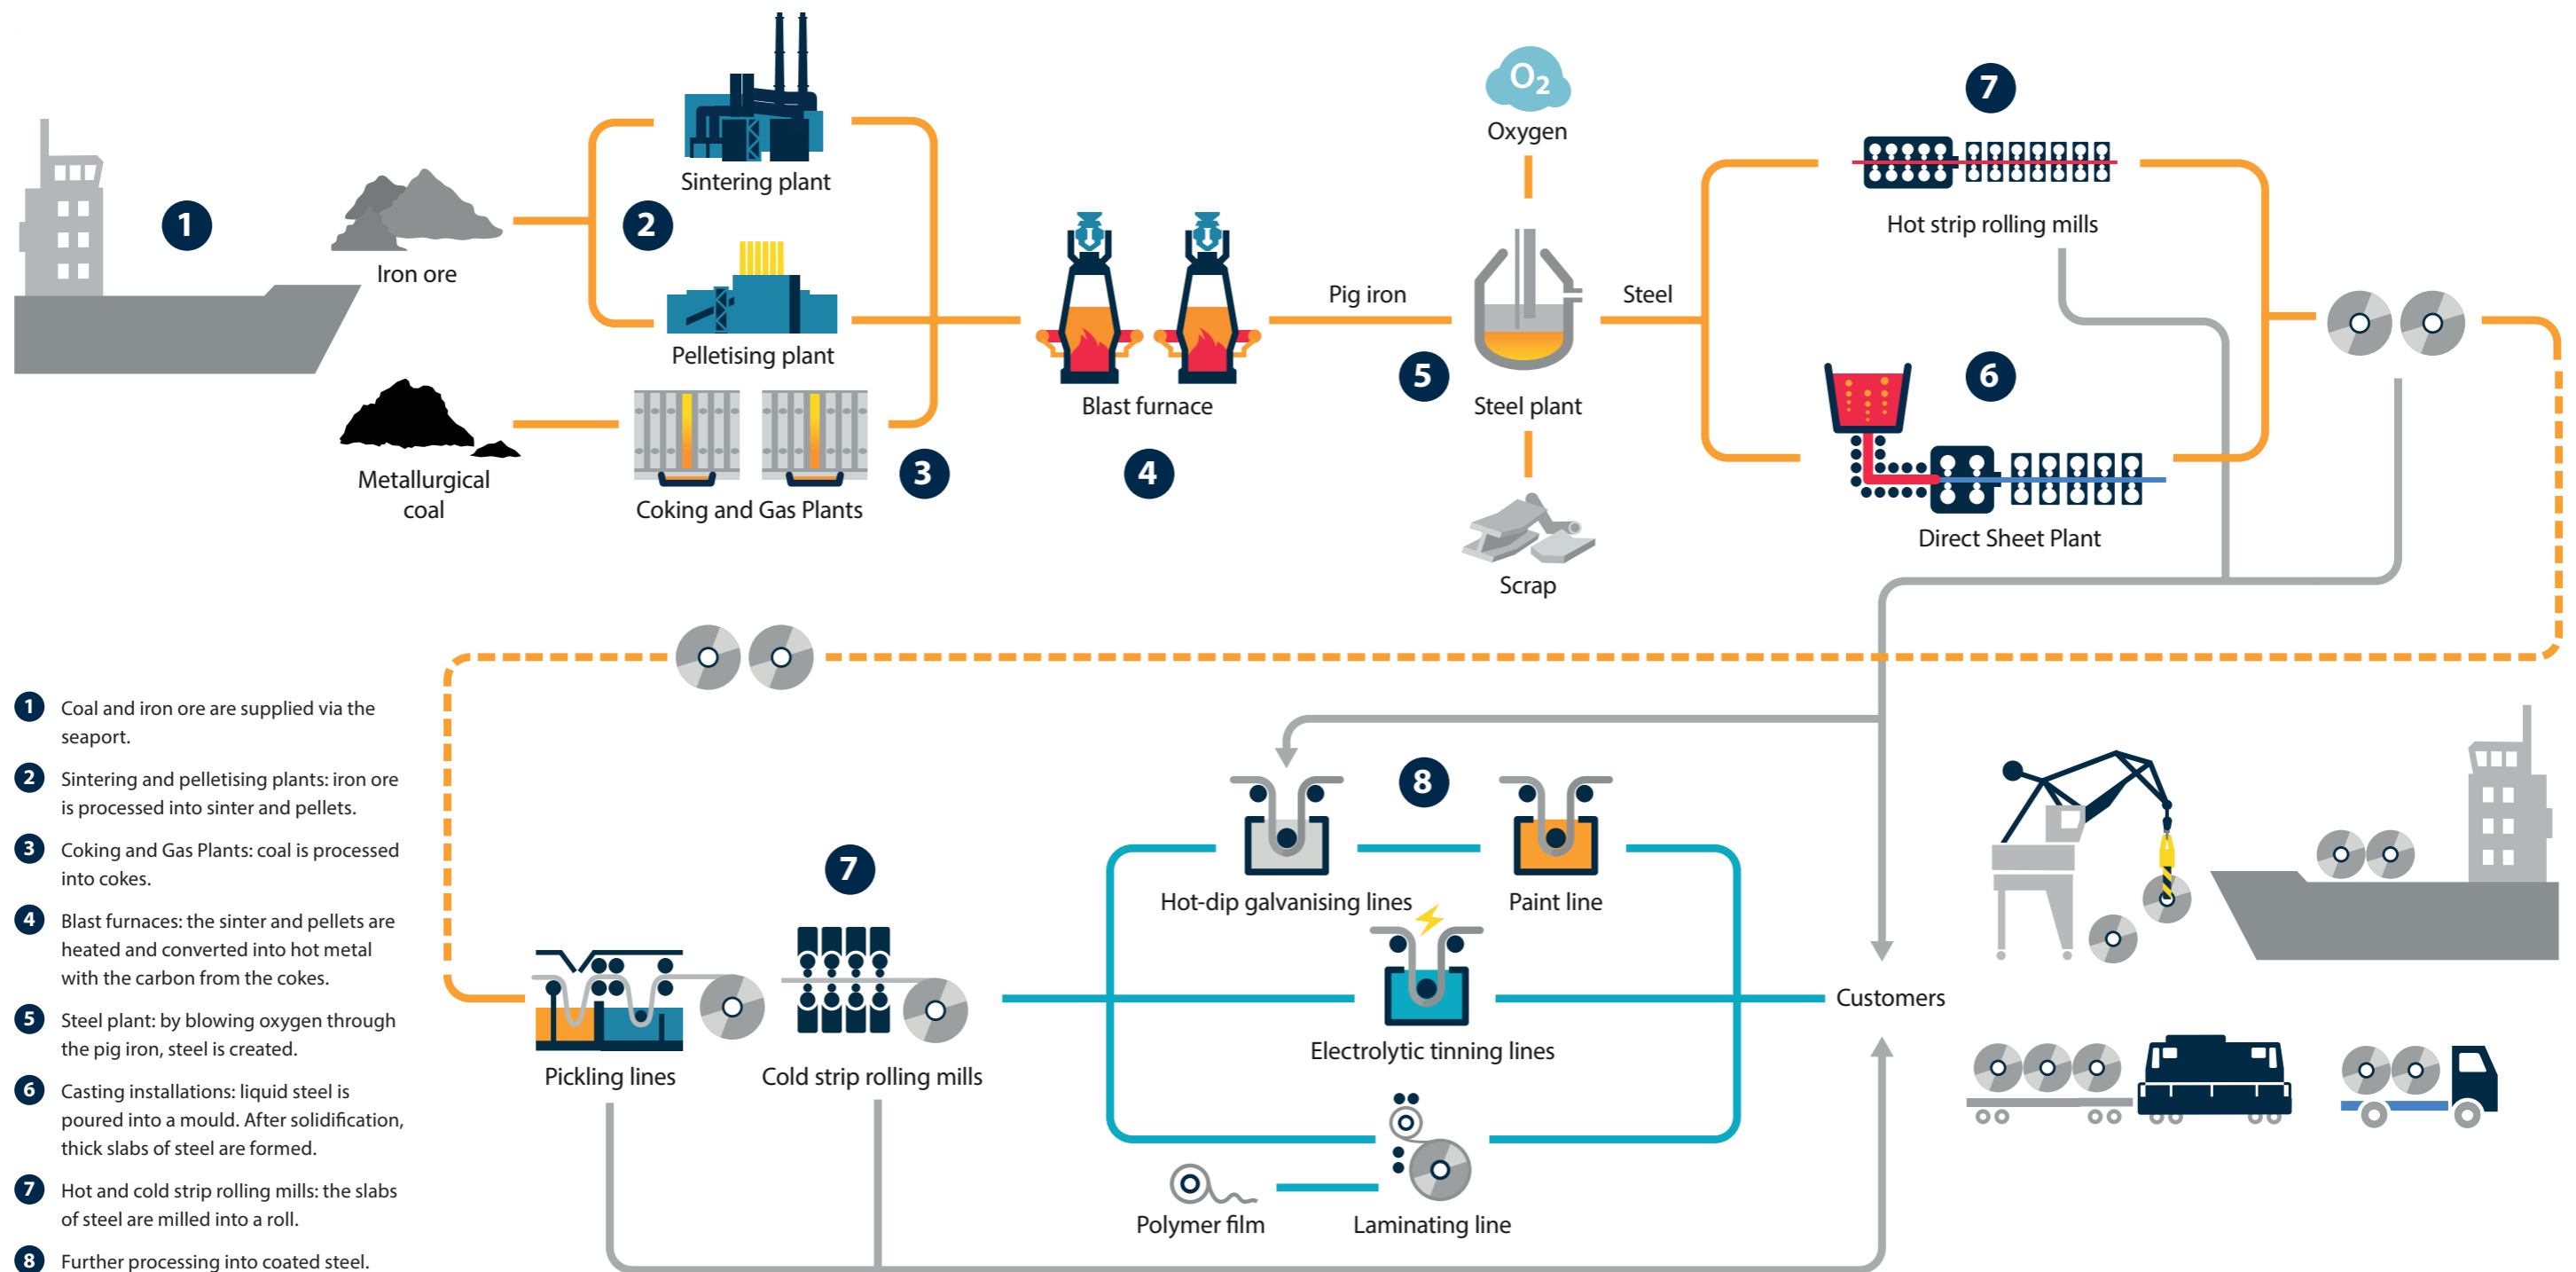 O2
Oxygen
7
Sintering plant
1
Iron ore
2
Hot strip rolling mills
Pig iron
Steel
Pelletising plant
5
6
Blast furnace
Steel plant
Metallurgical
coal
3
4
Coking and Gas Plants
Direct Sheet Plant
Scrap
1 Coal and iron ore are supplied via the
seaport.
2 Sintering and pelletising plants: iron ore
is processed into sinter and pellets.
3 Coking and Gas Plants: coal is processed
into cokes.
4 Blast furnaces: the sinter and pellets are
heated and converted into hot metal
with the carbon from the cokes.
5 Steel plant: by blowing oxygen through
the pig iron, steel is created.
6 Casting installations: liquid steel is
poured into a mould. After solidification,
thick slabs of steel are formed.
7 Hot and cold strip rolling mills: the slabs
of steel are milled into a roll.
8 Further processing into coated steel.
8
7
Hot-dip galvanising lines
Paint line
Customers
Electrolytic tinning lines
Pickling lines
Cold strip rolling mills
Polymer film
Laminating line